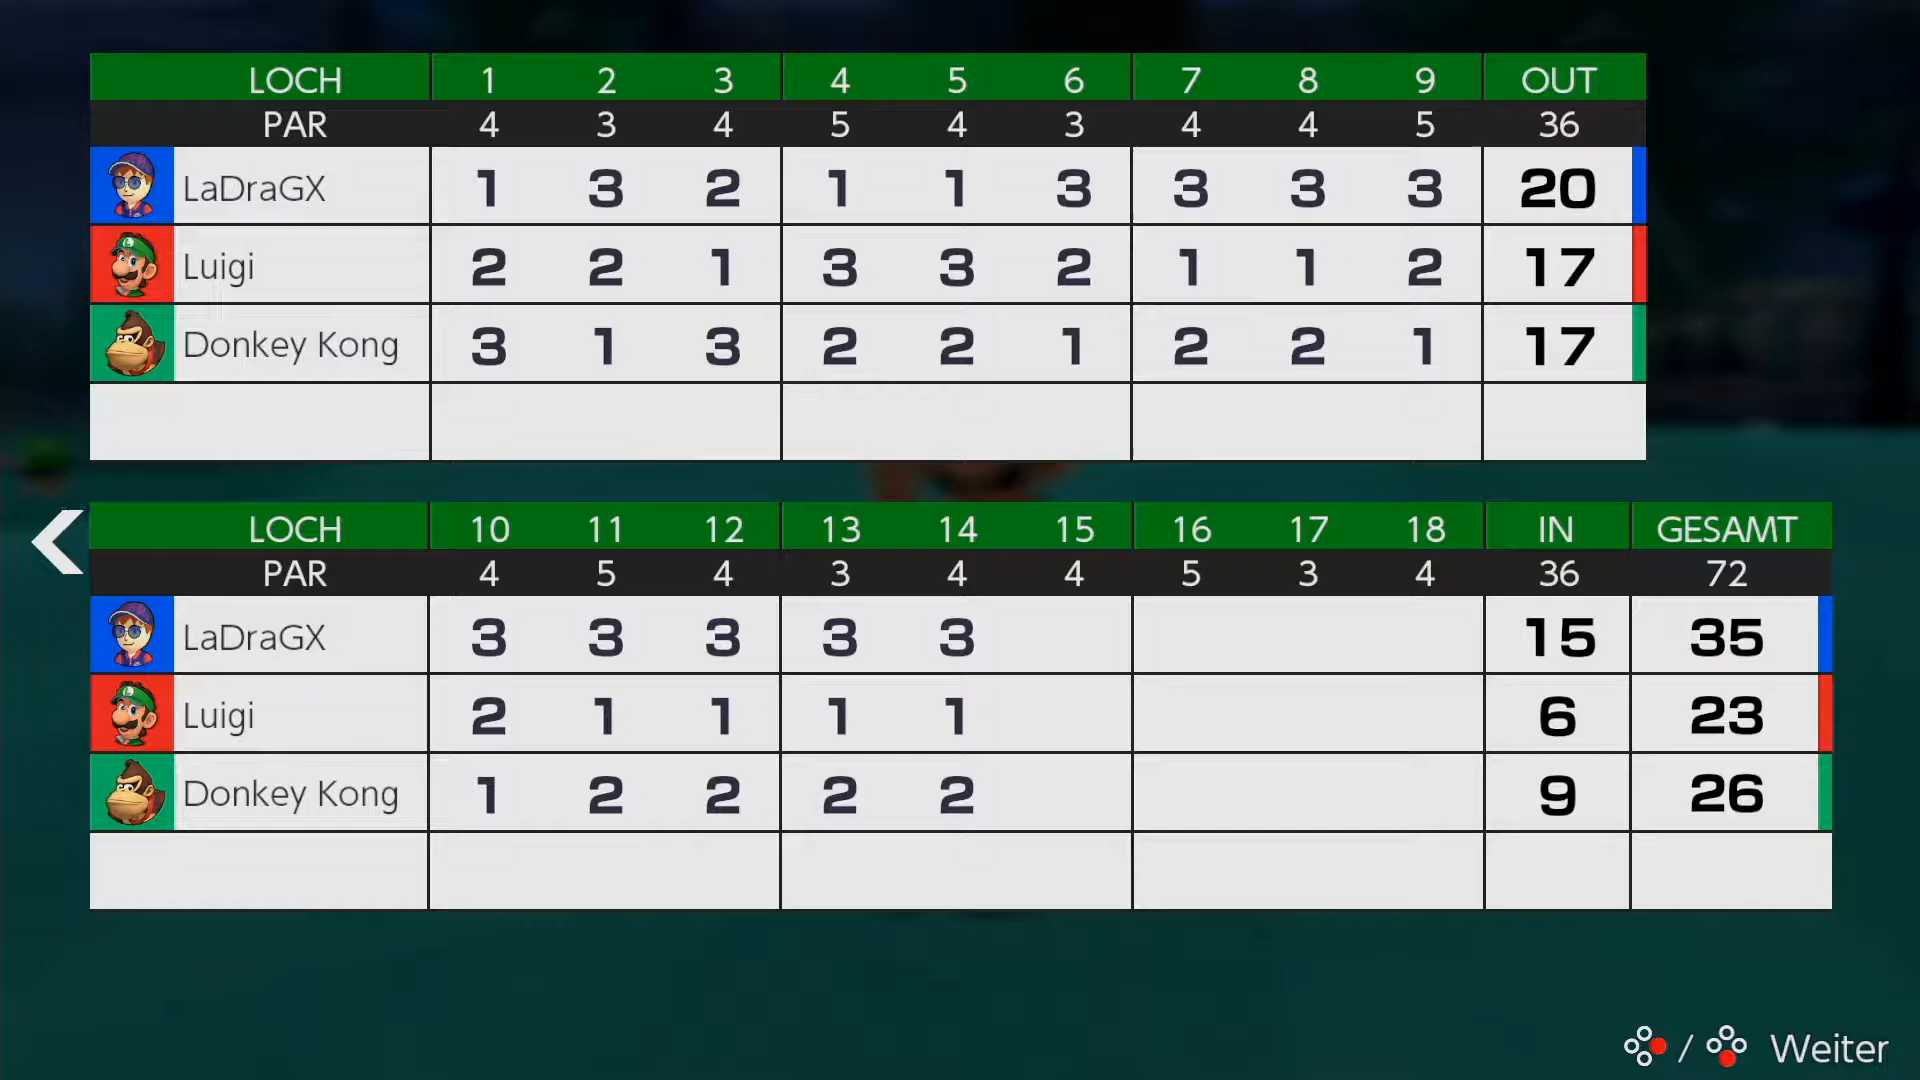 LOCH 1 2 3 4 5 6 7 8 9 OUT
PAR 4 3 4 5 4 3 4 4 5 36
LaDraGX 1 3 2 1 1 3 3 3 3 20
Luigi 2 2 1 3 3 2 1 1 2 17
Donkey Kong 3 1 3 2 2 1 2 2 1 17
LOCH 10 11 12 13 14 15 16 17 18 IN GESAMT
PAR 4 5 4 3 4 4 5 3 4 36 72
LaDraGX 3 3 3 3 3 15 35
Luigi 2 1 1 1 1 6 23
Donkey Kong 1 2 2 2 2 9 26
/ Weiter